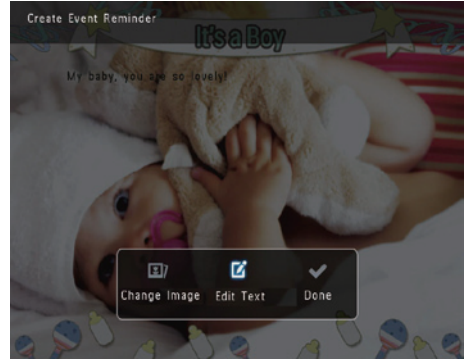 Create Event Reminder
It's a Boy
My baby, you are so lovely!
Change Image
Edit Text
Done